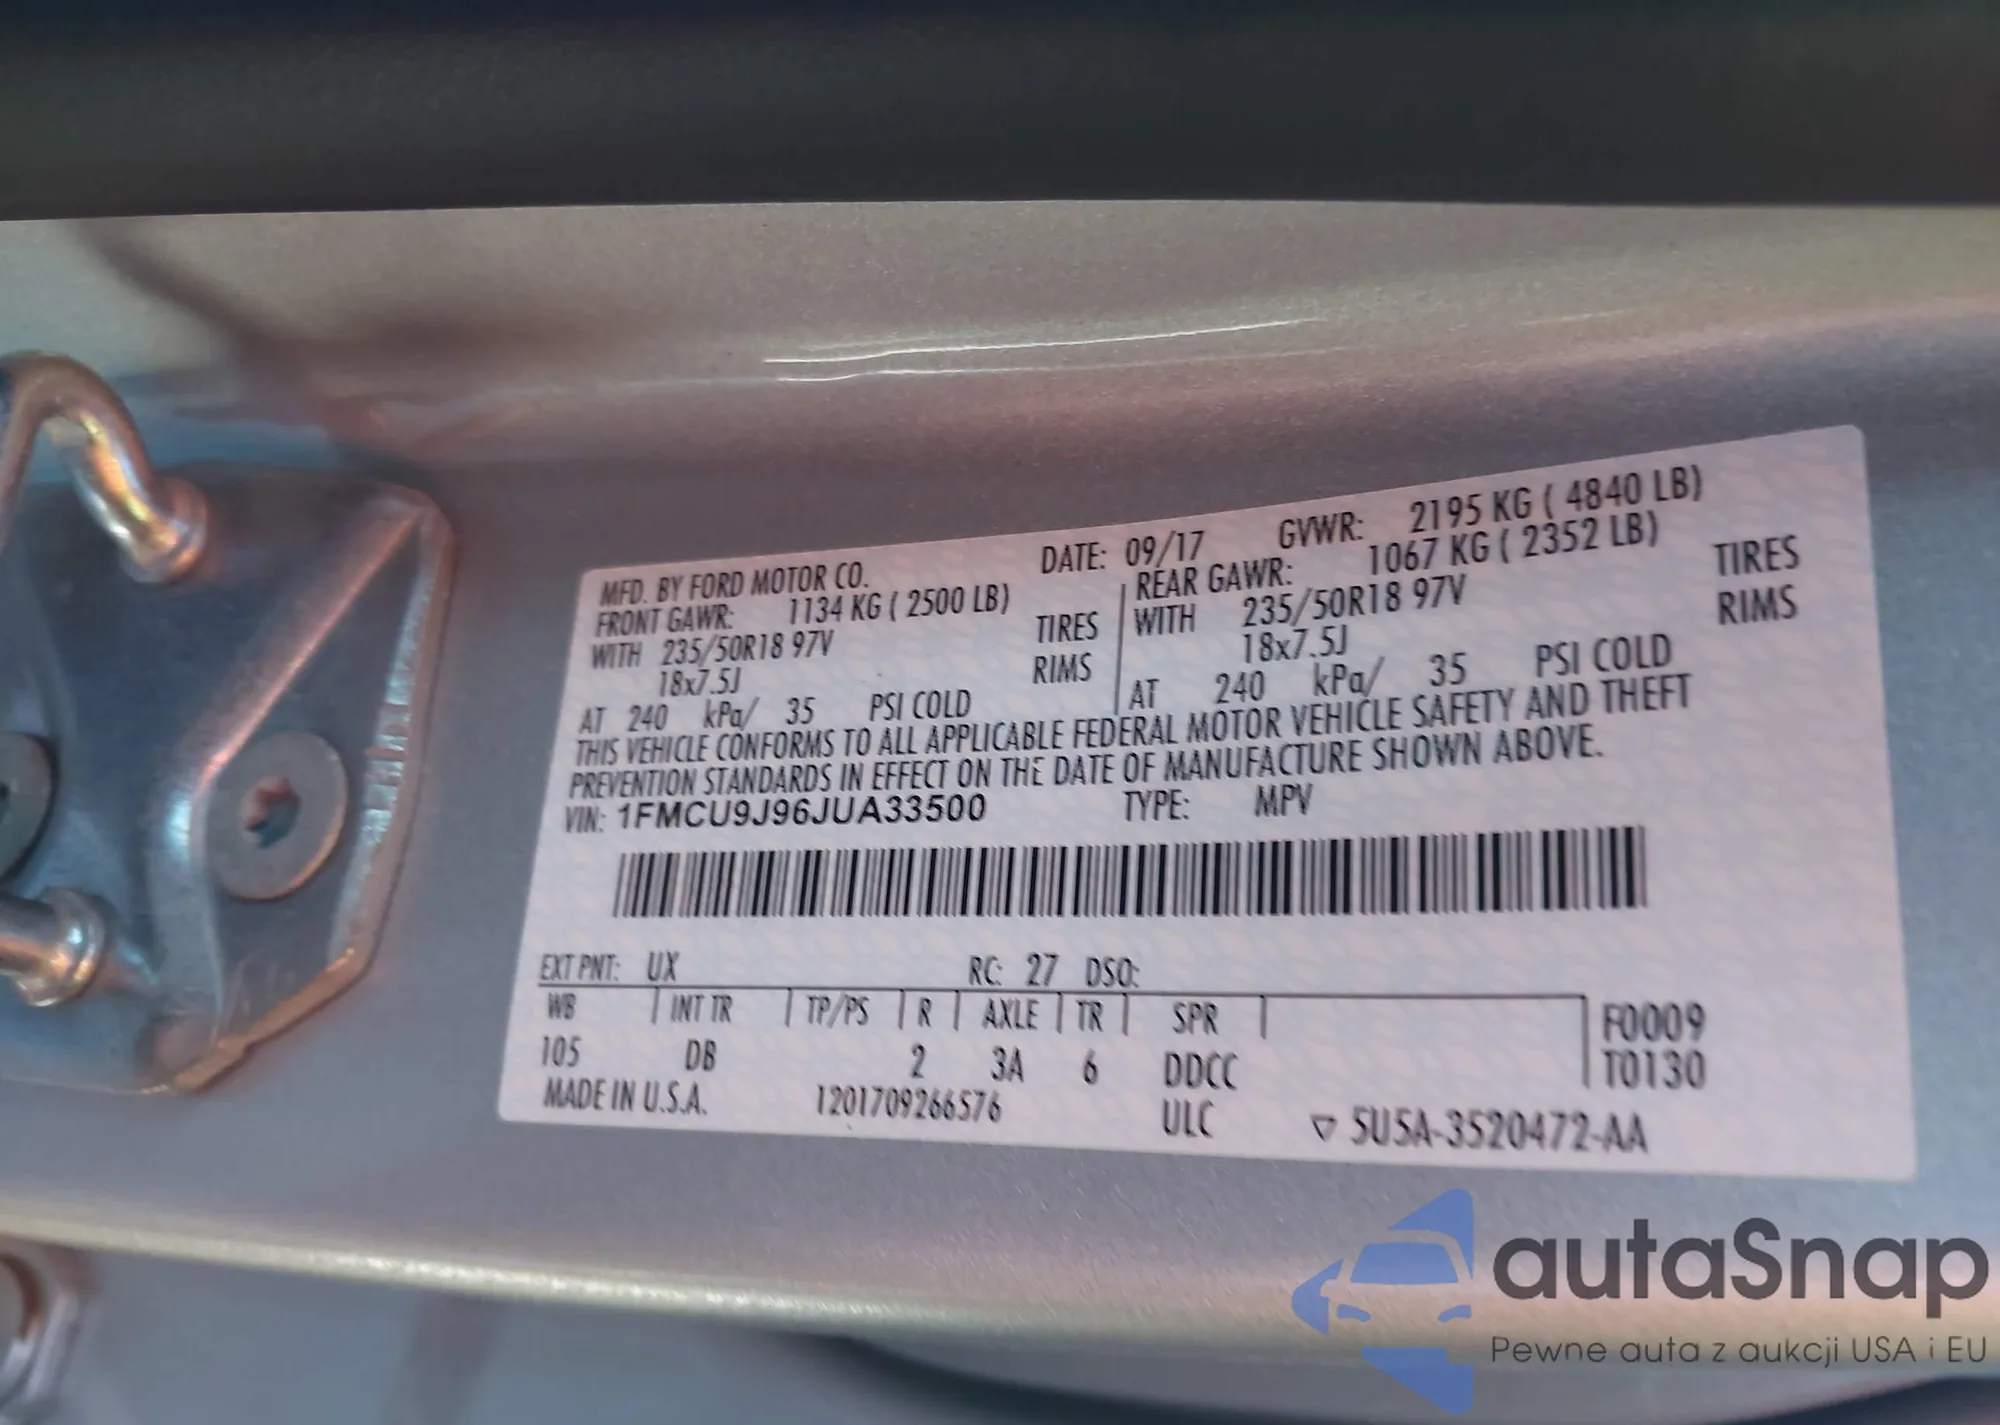 MFD. BY FORD MOTOR CO. DATE: 09/17 GVWR: 2195 KG ( 4840 LB)
FRONT GAWR: 1134 KG ( 2500 LB) REAR GAWR: 1067 KG ( 2352 LB)
WITH 235/50R18 97V TIRES WITH 235/50R18 97V TIRES
18x7.5J RIMS 18x7.5J RIMS
AT 240 kPa/ 35 PSI COLD AT 240 kPa/ 35 PSI COLD
THIS VEHICLE CONFORMS TO ALL APPLICABLE FEDERAL MOTOR VEHICLE SAFETY AND THEFT
PREVENTION STANDARDS IN EFFECT ON THE DATE OF MANUFACTURE SHOWN ABOVE.
VIN: 1FMCU9J96JUA33500 TYPE: MPV
EXT PNT: UX RC: 27 DSO:
WB INT TR TP/PS R AXLE TR SPR F0009
105 DB 2 3A 6 DDCC T0130
MADE IN U.S.A. 1201709266576 ULC ▽ 5U5A-3520472-AA
autaSnap
Pewne auta z aukcji USA i EU